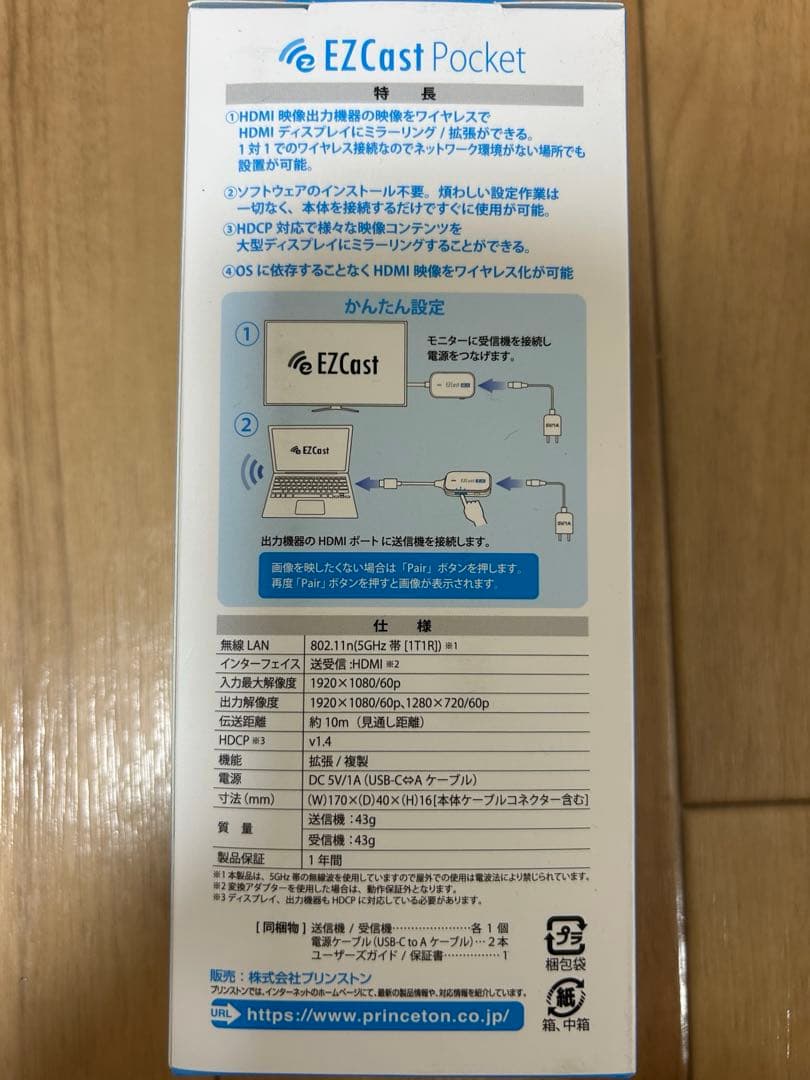 EZCast Pocket
特 長
①HDMI 映像出力機器の映像をワイヤレスで
HDMI ディスプレイにミラーリング / 拡張ができる。
1 対 1 でのワイヤレス接続なのでネットワーク環境がない場所でも
設置が可能。
②ソフトウェアのインストール不要。煩わしい設定作業は
一切なく、本体を接続するだけですぐに使用が可能。
③HDCP 対応で様々な映像コンテンツを
大型ディスプレイにミラーリングすることができる。
④OS に依存することなく HDMI 映像をワイヤレス化が可能
かんたん設定
①
モニターに受信機を接続し
電源をつなげます。
EZCast
EZCast
5V/1A
②
EZCast
EZCast
5V/1A
出力機器の HDMI ポートに送信機を接続します。
画像を映したくない場合は「Pair」ボタンを押します。
再度「Pair」ボタンを押すと画像が表示されます。
仕 様
無線 LAN 802.11n(5GHz 帯 [1T1R]) ※1
インターフェイス 送受信 :HDMI ※2
入力最大解像度 1920×1080/60p
出力解像度 1920×1080/60p、1280×720/60p
伝送距離 約 10m（見通し距離）
HDCP ※3 v1.4
機能 拡張 / 複製
電源 DC 5V/1A（USB-C⇔A ケーブル）
寸法(mm) (W)170×(D)40×(H)16[本体ケーブルコネクター含む]
質 量 送信機 : 43g
受信機 : 43g
製品保証 1 年間
※1 本製品は、5GHz 帯の無線波を使用していますので屋外での使用は電波法により禁じられています。
※2 変換アダプターを使用した場合は、動作保証外となります。
※3 ディスプレイ、出力機器も HDCP に対応している必要があります。
[ 同梱物 ] 送信機 / 受信機‥‥‥‥‥‥‥各 1 個
電源ケーブル（USB-C to A ケーブル）‥ 2 本
ユーザーズガイド / 保証書‥‥‥‥‥ 1
プラ
梱包袋
紙
箱、中箱
販売：株式会社プリンストン
プリンストンでは、インターネットのホームページにて、最新の製品情報や、対応情報を紹介しています。
URL https://www.princeton.co.jp/